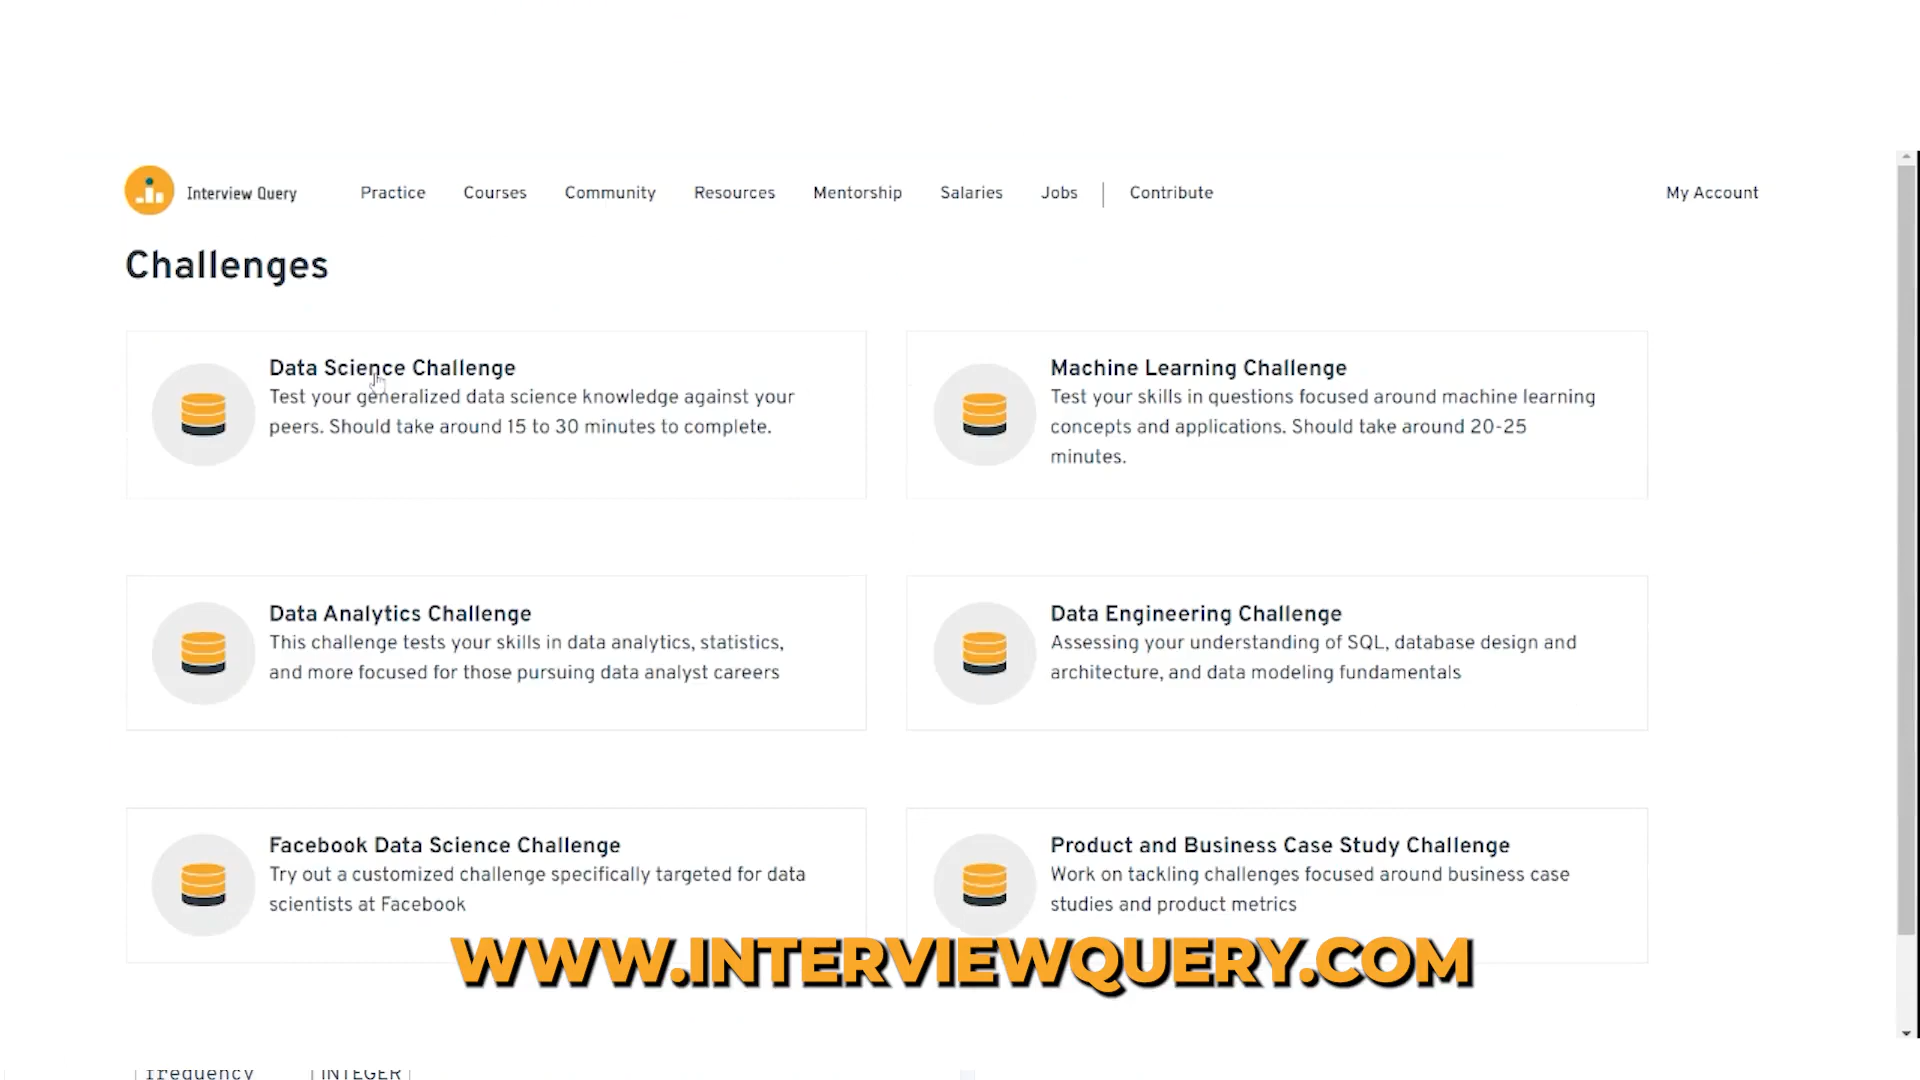 Interview Query
Practice
Courses
Community
Resources
Mentorship
Salaries
Jobs
Contribute
My Account
Challenges
Data Science Challenge
Test your generalized data science knowledge against your
peers. Should take around 15 to 30 minutes to complete.
Machine Learning Challenge
Test your skills in questions focused around machine learning
concepts and applications. Should take around 20-25
minutes.
Data Analytics Challenge
This challenge tests your skills in data analytics, statistics,
and more focused for those pursuing data analyst careers
Data Engineering Challenge
Assessing your understanding of SQL, database design and
architecture, and data modeling fundamentals
Facebook Data Science Challenge
Try out a customized challenge specifically targeted for data
scientists at Facebook
Product and Business Case Study Challenge
Work on tackling challenges focused around business case
studies and product metrics
WWW.INTERVIEWQUERY.COM
frequency
INTEGER